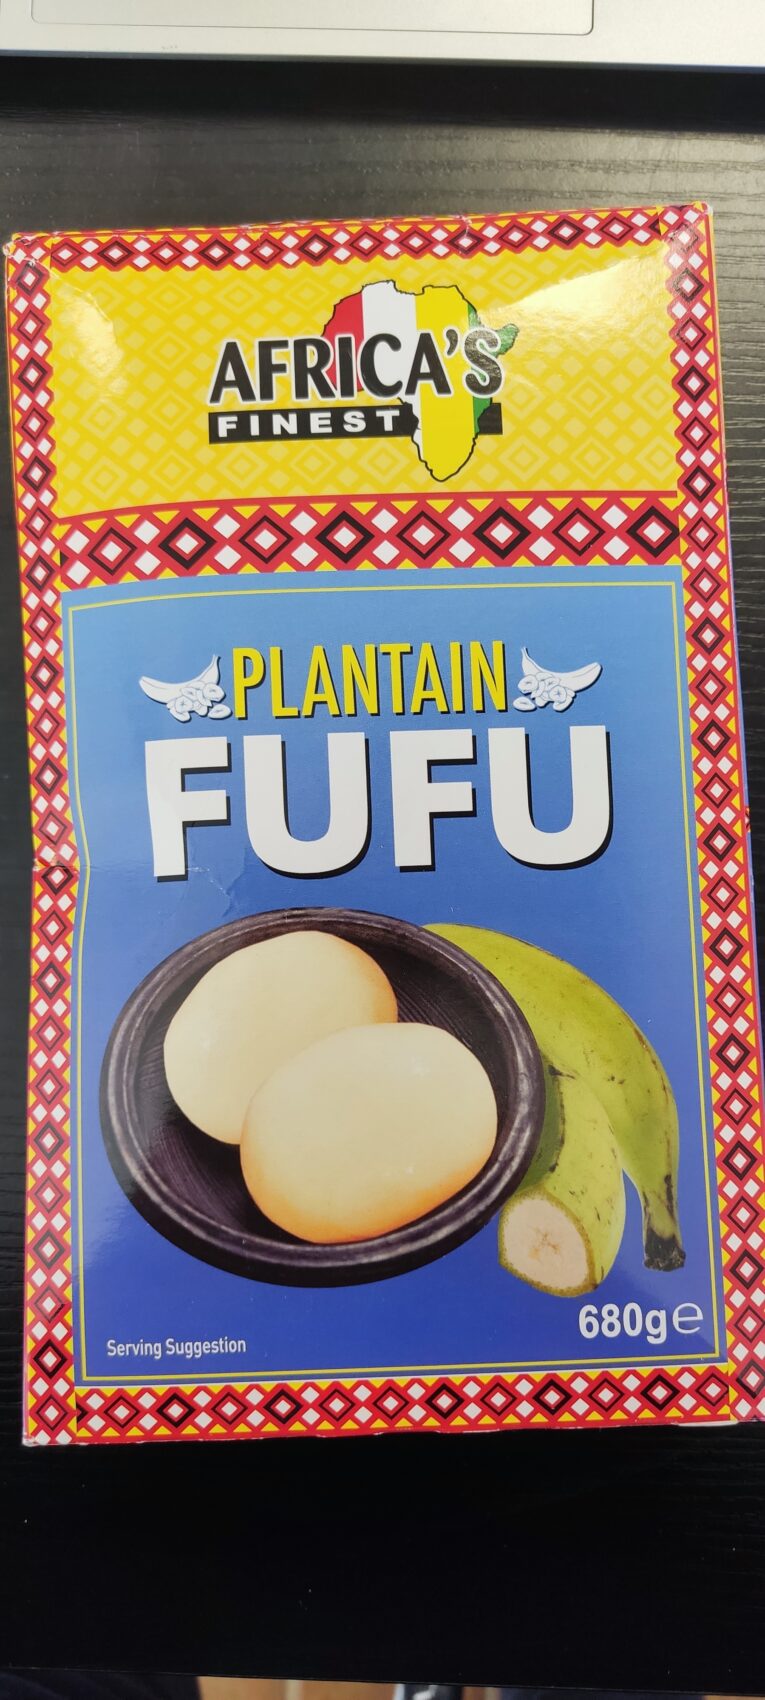 AFRICA'S
FINEST
PLANTAIN
FUFU
680g℮
Serving Suggestion